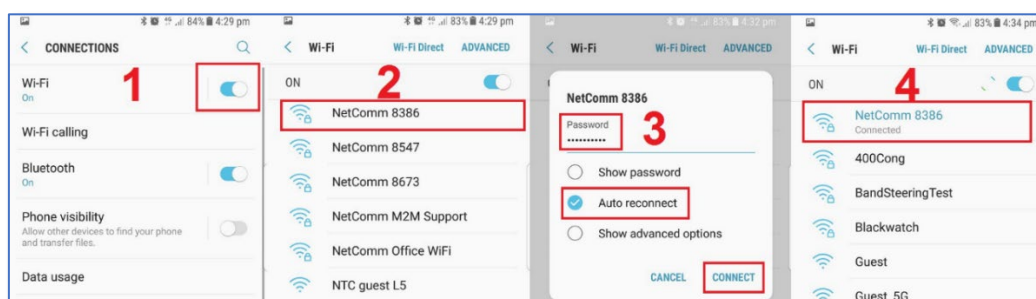 84% 4:29 pm
CONNECTIONS
1
Wi-Fi
On
Wi-Fi calling
Bluetooth
On
Phone visibility
Allow other devices to find your phone
and transfer files.
Data usage
83% 4:29 pm
Wi-Fi
Wi-Fi Direct
ADVANCED
ON
2
NetComm 8386
NetComm 8547
NetComm 8673
NetComm M2M Support
NetComm Office WiFi
NTC guest L5
83% 4:32 pm
Wi-Fi
Wi-Fi Direct
ADVANCED
NetComm 8386
Password
••••••••••
3
Show password
Auto reconnect
Show advanced options
CANCEL
CONNECT
83% 4:34 pm
Wi-Fi
Wi-Fi Direct
ADVANCED
ON
4
NetComm 8386
Connected
400Cong
BandSteeringTest
Blackwatch
Guest
Guest_5G